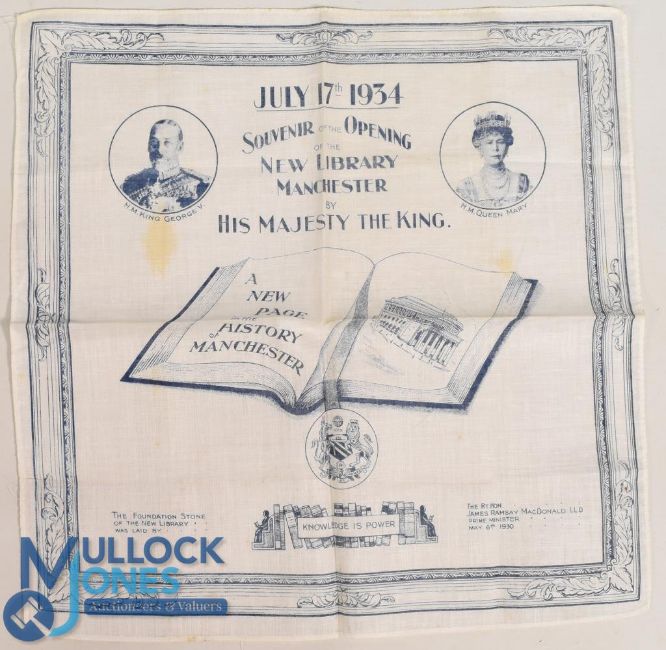 JULY 17th 1934
SOUVENIR OF THE OPENING
OF THE
NEW LIBRARY
MANCHESTER
BY
HIS MAJESTY THE KING.
H.M. KING GEORGE V.
H.M. QUEEN MARY
A
NEW
PAGE
IN THE
HISTORY
OF
MANCHESTER
THE FOUNDATION STONE
OF THE NEW LIBRARY
WAS LAID BY
KNOWLEDGE IS POWER
THE RT. HON.
JAMES RAMSAY MACDONALD. LLD
PRIME MINISTER
MAY 6th 1930
MULLOCK
JONES
Auctioneers & Valuers